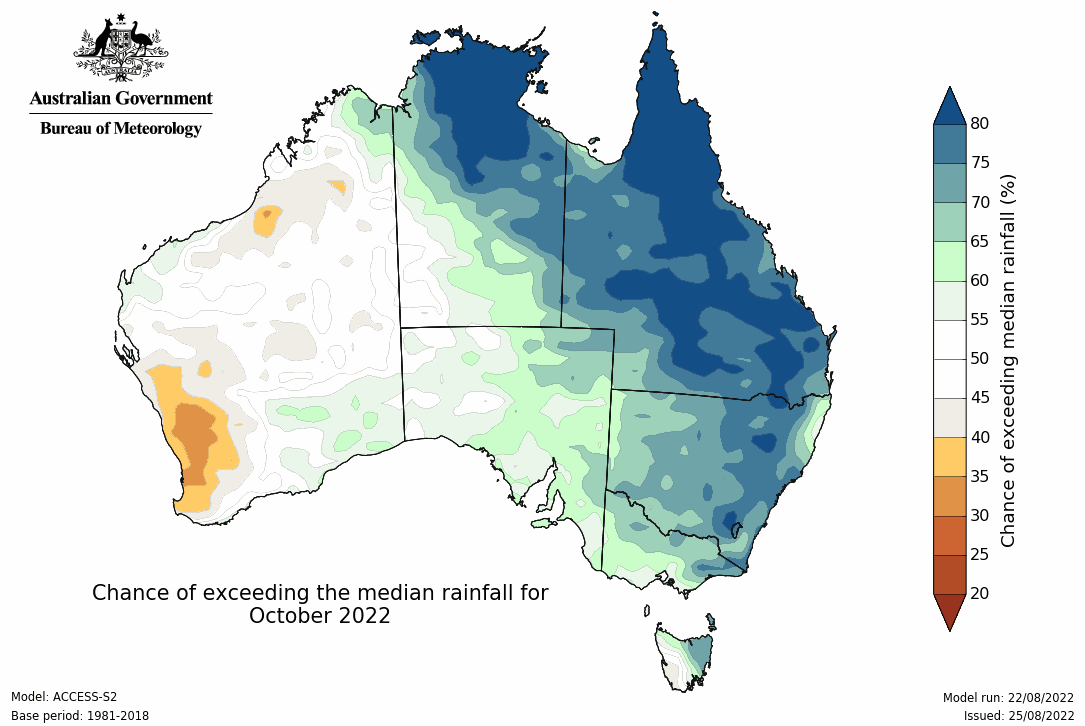 AUSTRALIA
Australian Government
Bureau of Meteorology
80
75
70
65
60
55
50
45
40
35
30
25
20
Chance of exceeding median rainfall (%)
Chance of exceeding the median rainfall for
October 2022
Model: ACCESS-S2
Base period: 1981-2018
Model run: 22/08/2022
Issued: 25/08/2022